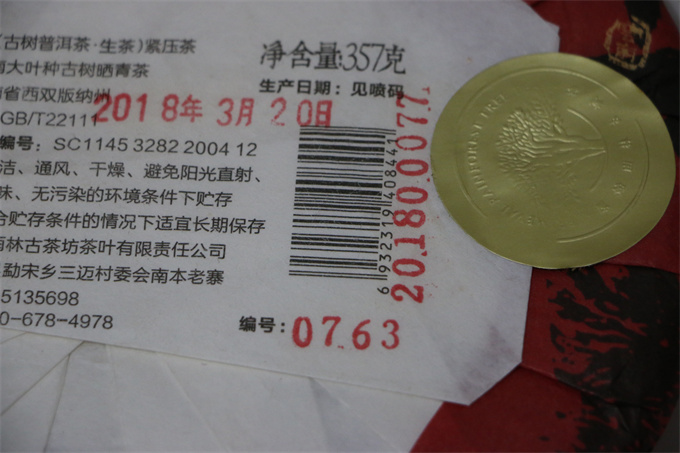 （古树普洱茶·生茶）紧压茶
净含量:357克
南大叶种古树晒青茶
生产日期：见喷码
南省西双版纳州
2018年 3月 20日
GB/T22111
编号：SC1145 3282 2004 12
洁、通风、干燥、避免阳光直射、
味、无污染的环境条件下贮存
合贮存条件的情况下适宜长期保存
南林古茶坊茶叶有限责任公司
勐宋乡三迈村委会南本老寨
5135698
0-678-4978
6932319408441
2018000077
编号：0763
RAINFOREST TREE